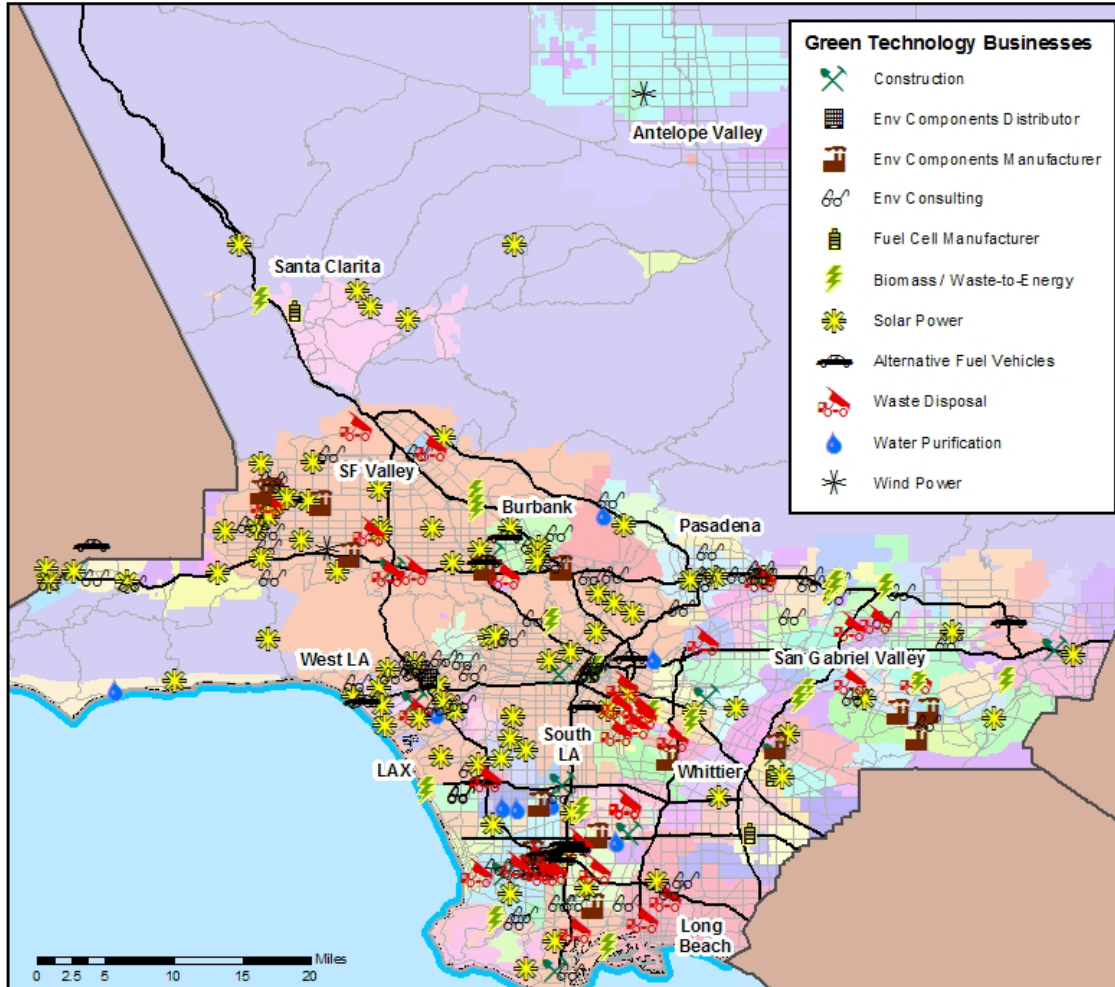 Green Technology Businesses
Construction
Env Components Distributor
Env Components Manufacturer
Env Consulting
Fuel Cell Manufacturer
Biomass / Waste-to-Energy
Solar Power
Alternative Fuel Vehicles
Waste Disposal
Water Purification
Wind Power
Antelope Valley
Santa Clarita
SF Valley
Burbank
Pasadena
West LA
San Gabriel Valley
South
LA
LAX
Whittier
Long
Beach
Miles
0 2.5 5 10 15 20